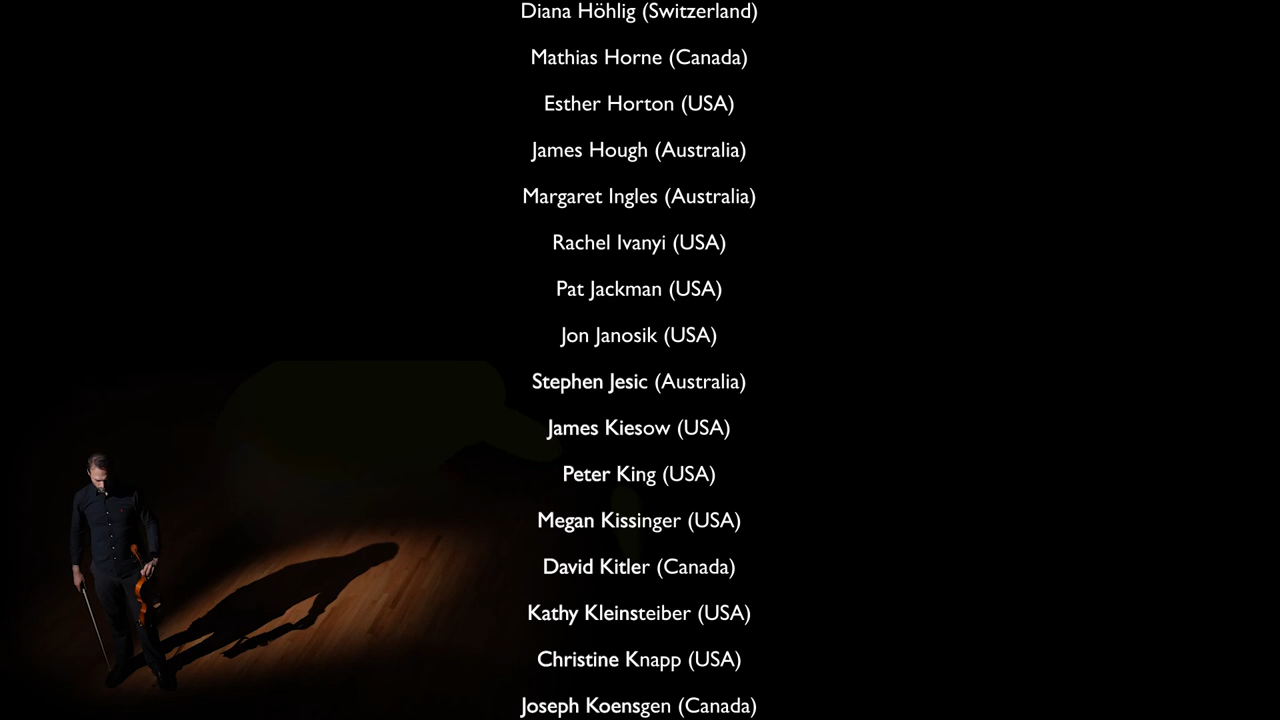 Diana Höhlig (Switzerland)
Mathias Horne (Canada)
Esther Horton (USA)
James Hough (Australia)
Margaret Ingles (Australia)
Rachel Ivanyi (USA)
Pat Jackman (USA)
Jon Janosik (USA)
Stephen Jesic (Australia)
James Kiesow (USA)
Peter King (USA)
Megan Kissinger (USA)
David Kitler (Canada)
Kathy Kleinsteiber (USA)
Christine Knapp (USA)
Joseph Koensgen (Canada)